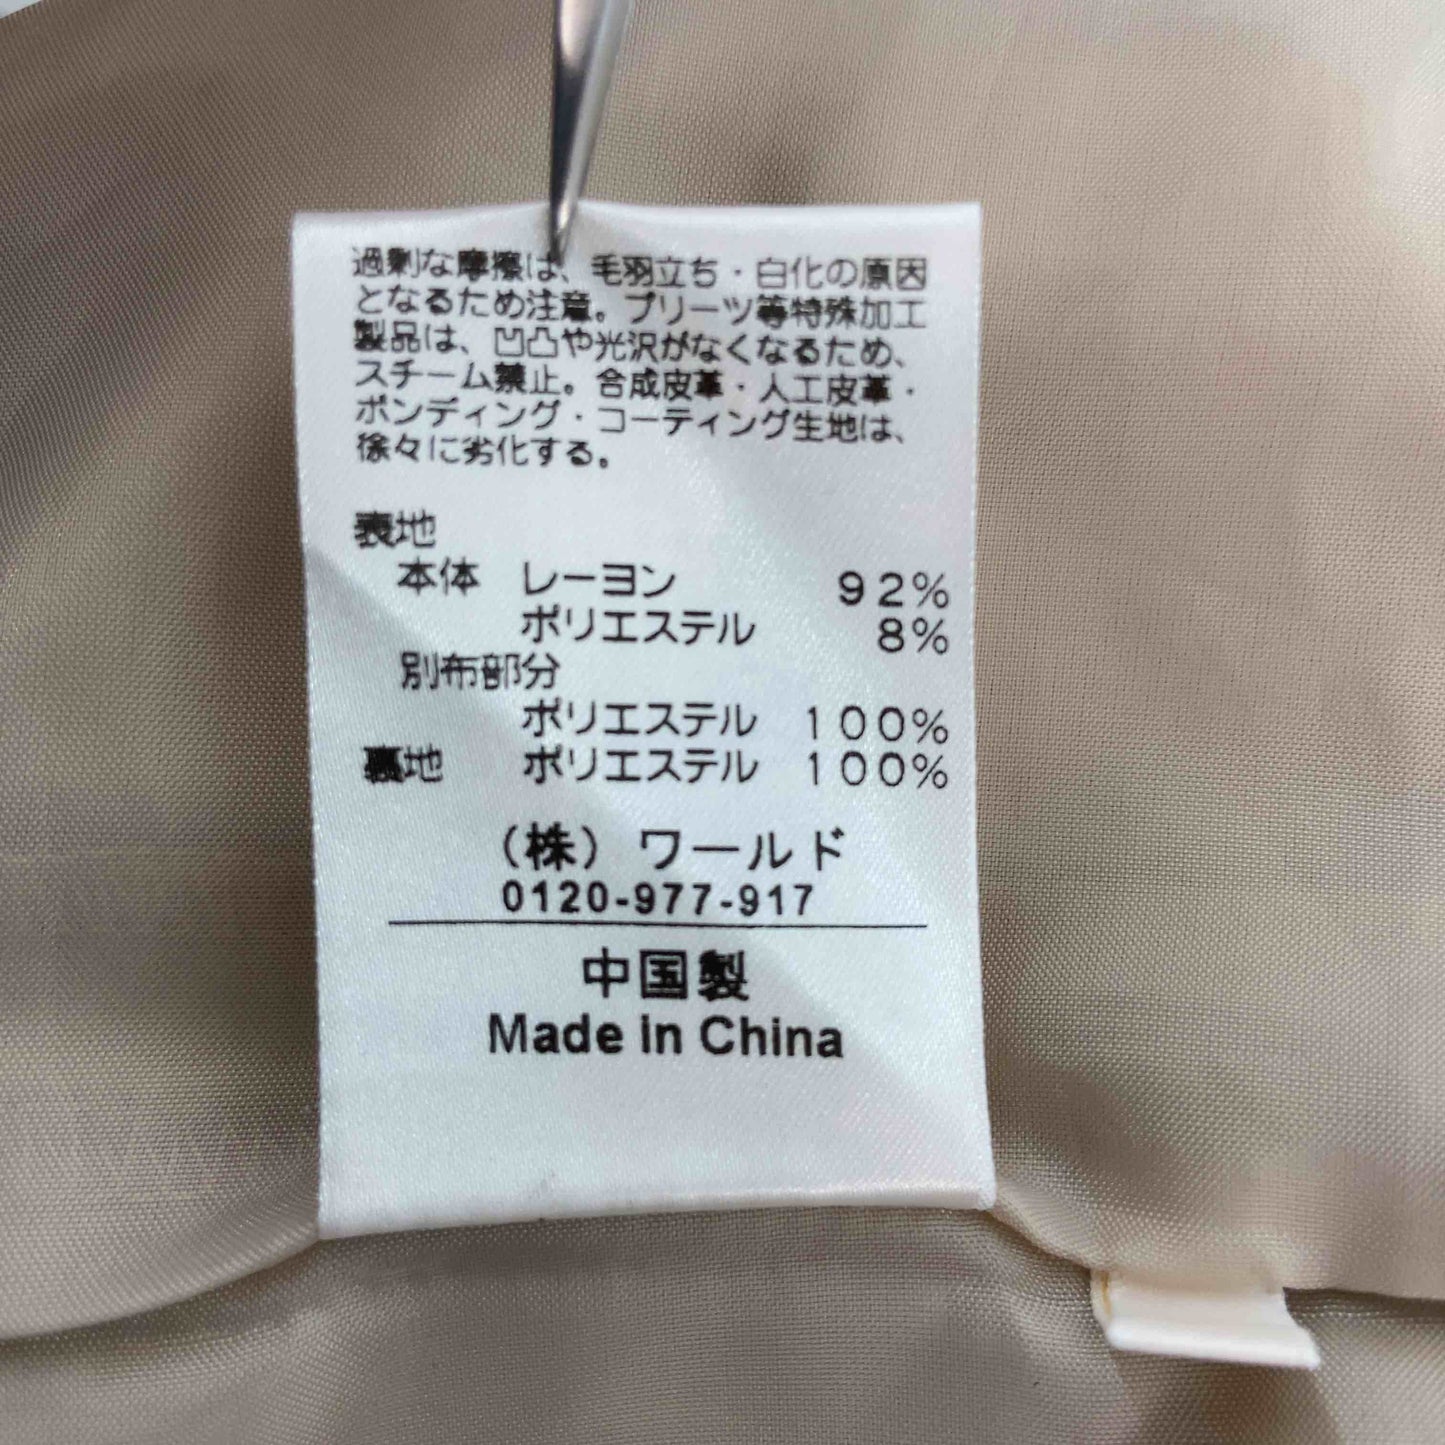 過剰な摩擦は、毛羽立ち・白化の原因
となるため注意。プリーツ等特殊加工
製品は、凹凸や光沢がなくなるため、
スチーム禁止。合成皮革・人工皮革・
ボンディング・コーティング生地は、
徐々に劣化する。
表地
本体 レーヨン 92%
ポリエステル 8%
別布部分
ポリエステル 100%
裏地 ポリエステル 100%
(株)ワールド
0120-977-917
中国製
Made in China